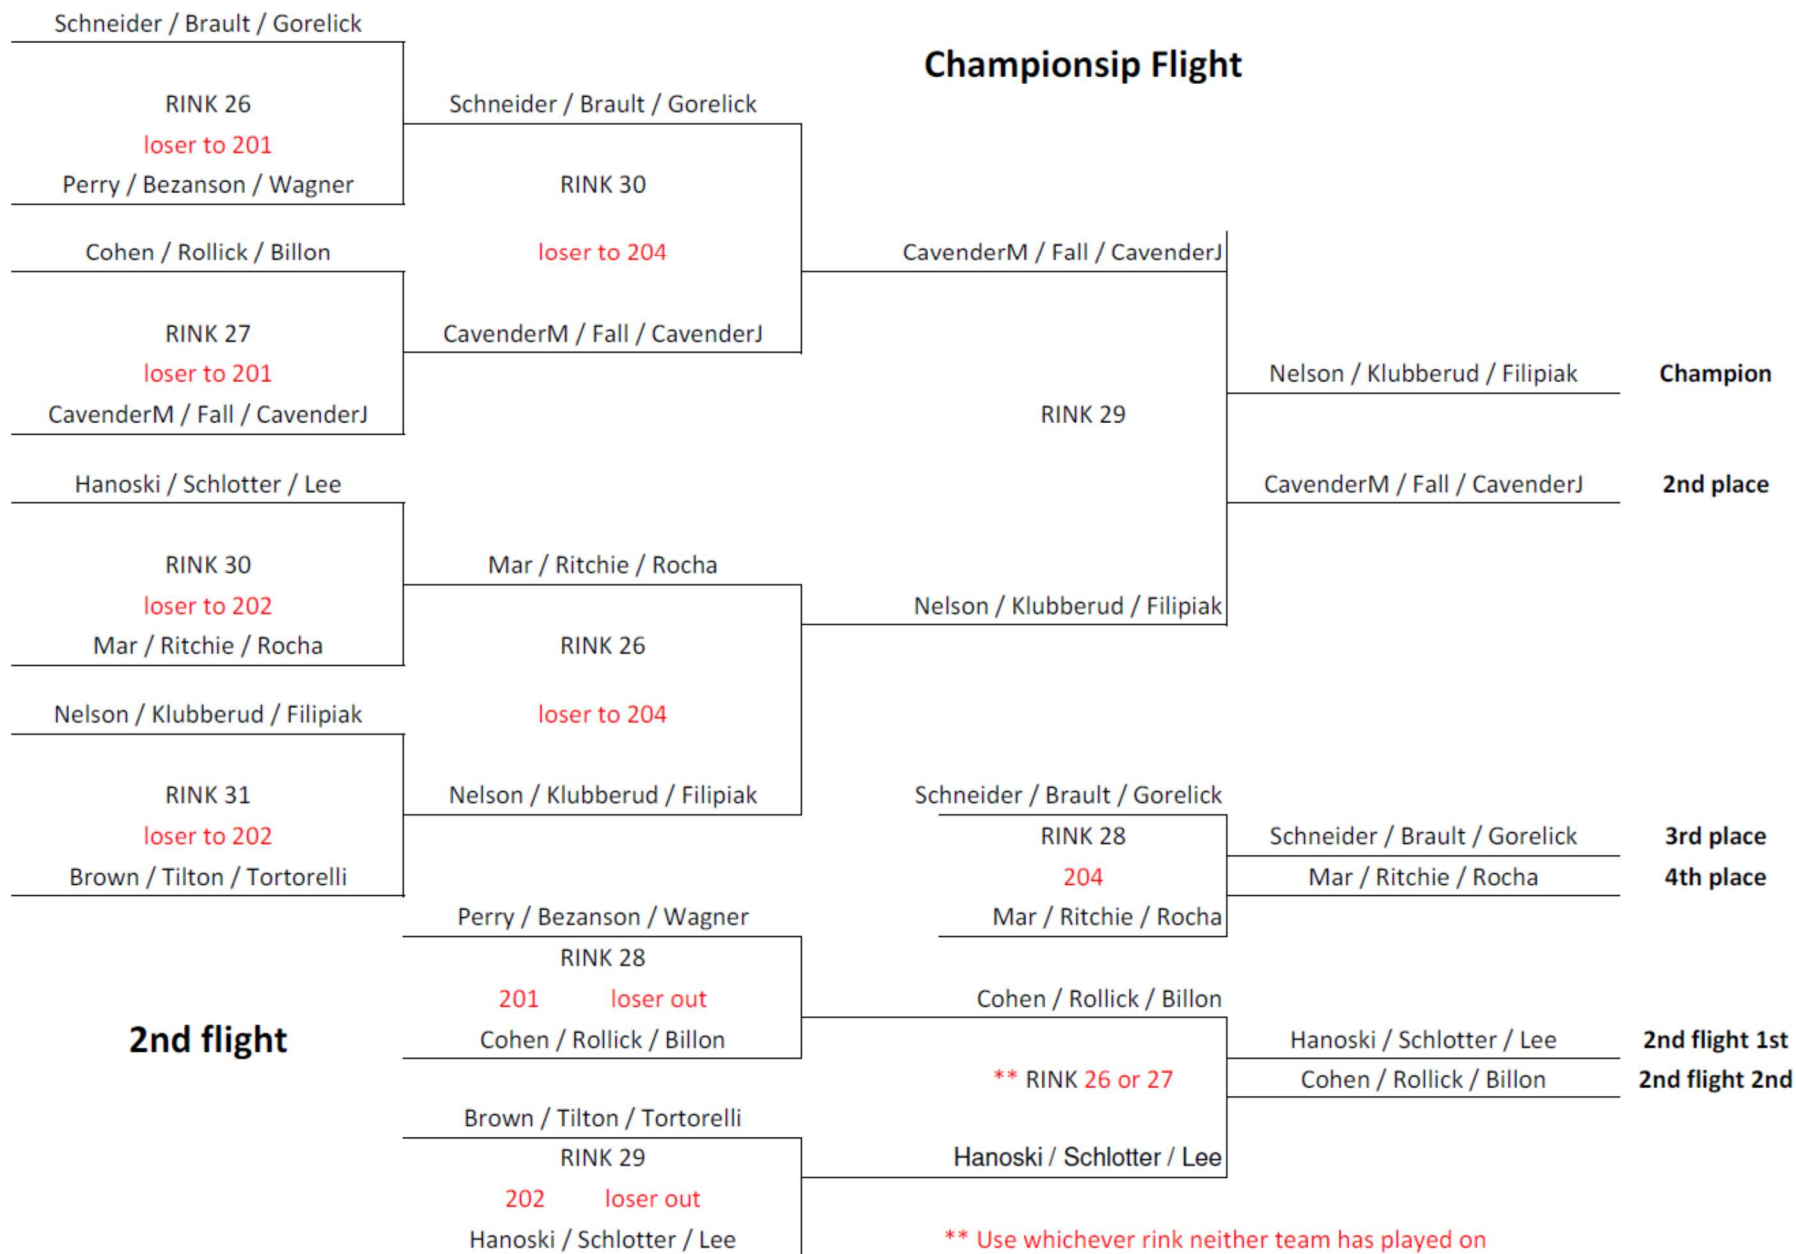 Schneider / Brault / Gorelick
Championsip Flight
RINK 26
Schneider / Brault / Gorelick
loser to 201
Perry / Bezanson / Wagner
RINK 30
Cohen / Rollick / Billon
loser to 204
CavenderM / Fall / CavenderJ
RINK 27
CavenderM / Fall / CavenderJ
loser to 201
Nelson / Klubberud / Filipiak
Champion
CavenderM / Fall / CavenderJ
RINK 29
Hanoski / Schlotter / Lee
CavenderM / Fall / CavenderJ
2nd place
RINK 30
Mar / Ritchie / Rocha
loser to 202
Nelson / Klubberud / Filipiak
Mar / Ritchie / Rocha
RINK 26
Nelson / Klubberud / Filipiak
loser to 204
RINK 31
Nelson / Klubberud / Filipiak
Schneider / Brault / Gorelick
loser to 202
RINK 28
Schneider / Brault / Gorelick
3rd place
Brown / Tilton / Tortorelli
204
Mar / Ritchie / Rocha
4th place
Perry / Bezanson / Wagner
Mar / Ritchie / Rocha
RINK 28
201 loser out
Cohen / Rollick / Billon
2nd flight
Cohen / Rollick / Billon
Hanoski / Schlotter / Lee
2nd flight 1st
** RINK 26 or 27
Cohen / Rollick / Billon
2nd flight 2nd
Brown / Tilton / Tortorelli
RINK 29
Hanoski / Schlotter / Lee
202 loser out
Hanoski / Schlotter / Lee
** Use whichever rink neither team has played on